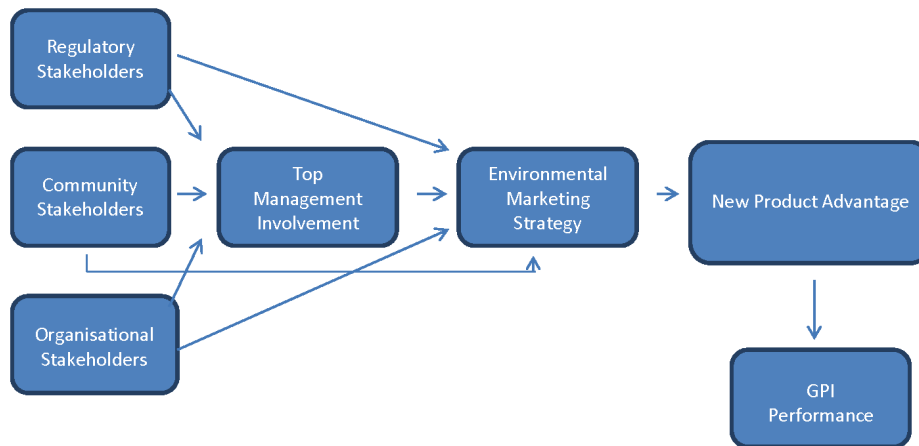 Regulatory
Stakeholders
Community
Stakeholders
Organisational
Stakeholders
Top
Management
Involvement
Environmental
Marketing
Strategy
New Product Advantage
GPI
Performance